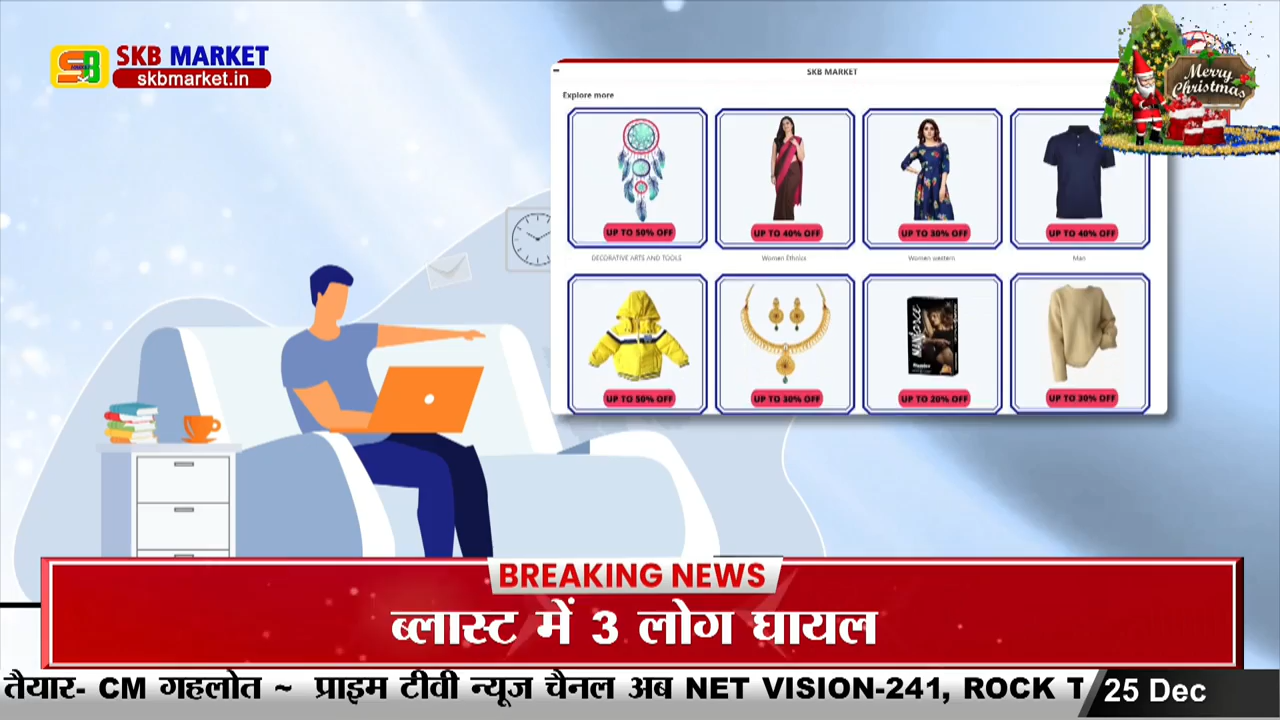 SKB MARKET
skbmarket.in
SKB MARKET
Merry Christmas
Explore more
UP TO 50% OFF
UP TO 40% OFF
UP TO 30% OFF
UP TO 40% OFF
DECORATIVE ARTS AND TOOLS
Women Ethnics
Women western
Man
UP TO 50% OFF
UP TO 30% OFF
UP TO 20% OFF
UP TO 30% OFF
BREAKING NEWS
ब्लास्ट में 3 लोग घायल
तैयार- CM गहलोत ~ प्राइम टीवी न्यूज चैनल अब NET VISION-241, ROCK T
25 Dec